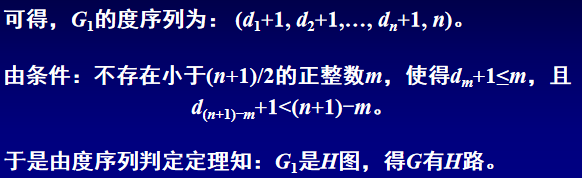 可得，G₁的度序列为： (d₁+1, d₂+1,…, dₙ+1, n)。
由条件：不存在小于(n+1)/2的正整数m，使得dₘ+1≤m，且
d₍ₙ₊₁₎₋ₘ+1<(n+1)−m。
于是由度序列判定定理知：G₁是H图，得G有H路。